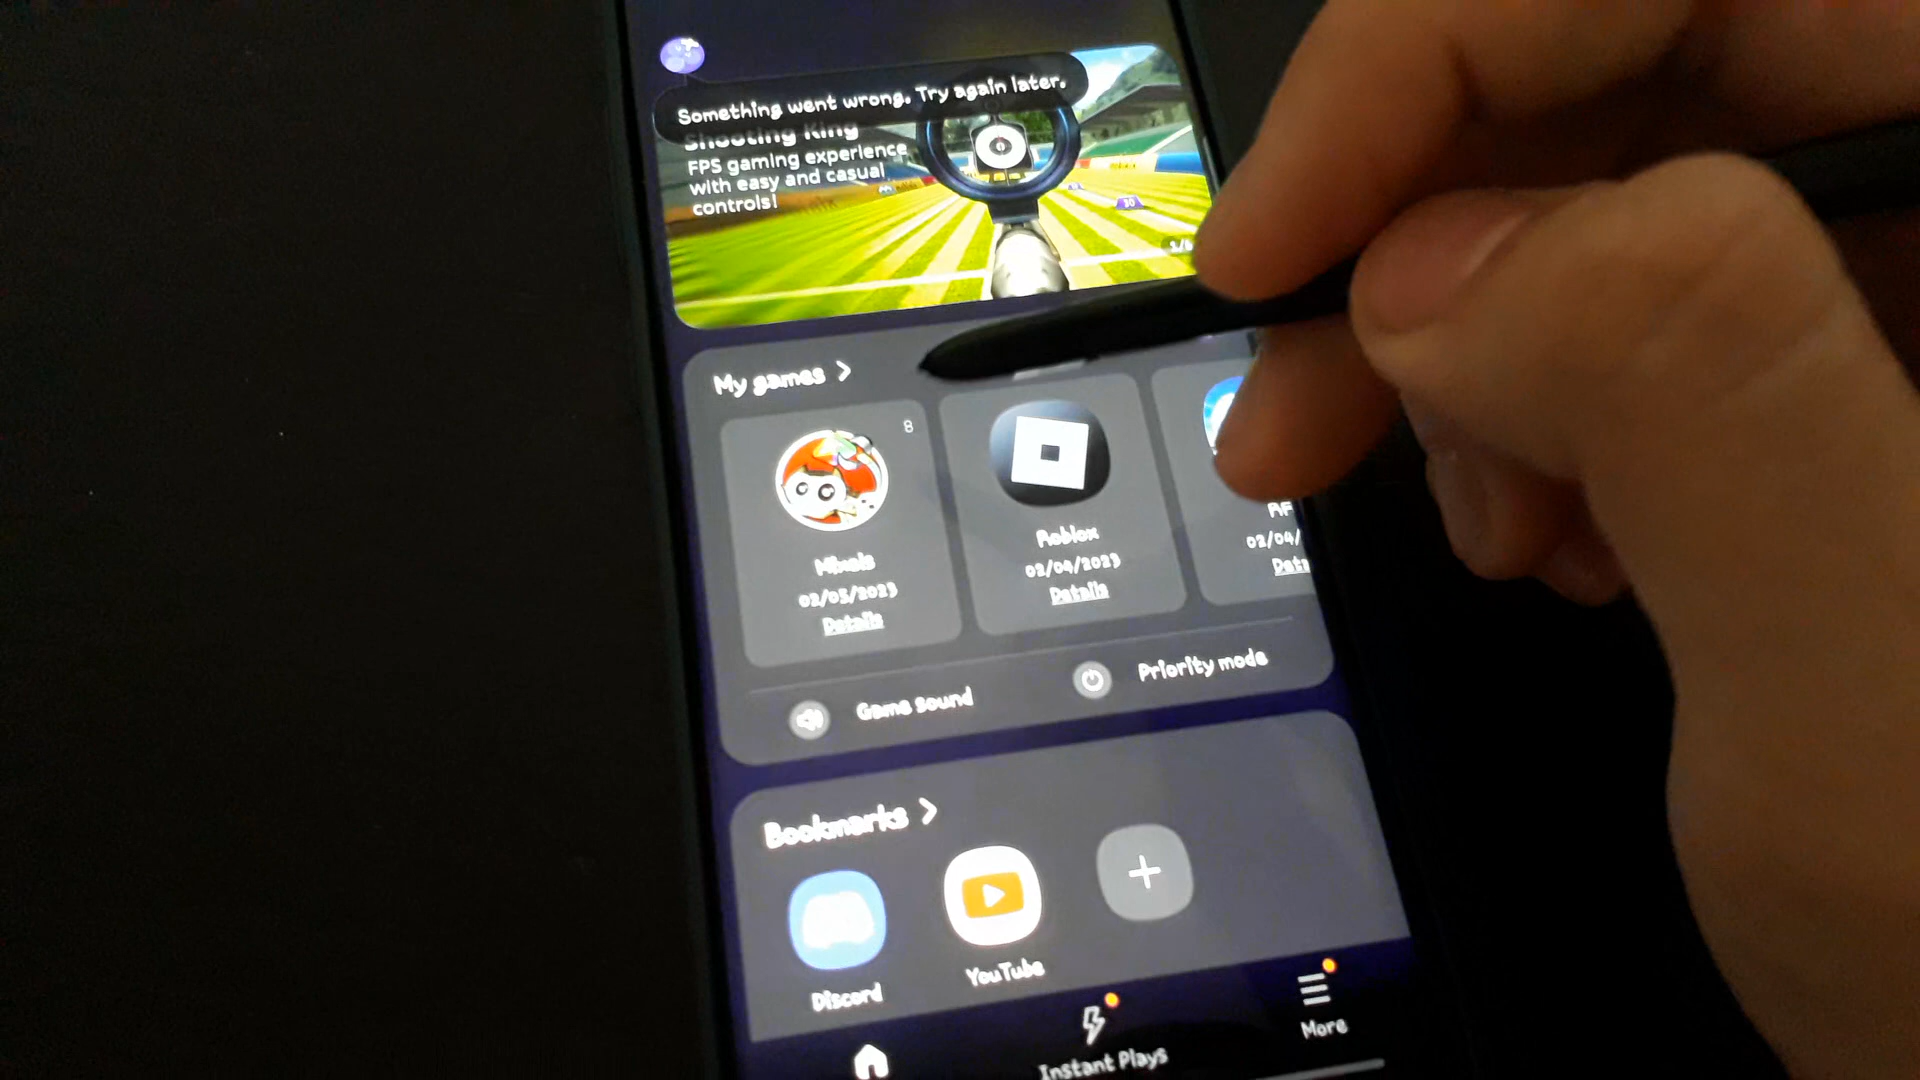 Something went wrong. Try again later.
Shooting King
FPS gaming experience
with easy and casual
controls!
30
My games >
8
Roblox
02/05/2023
02/04/2023
02/04/
Details
Details
Deta
Game sound
Priority mode
Bookmarks >
Discord
YouTube
Instant Plays
More